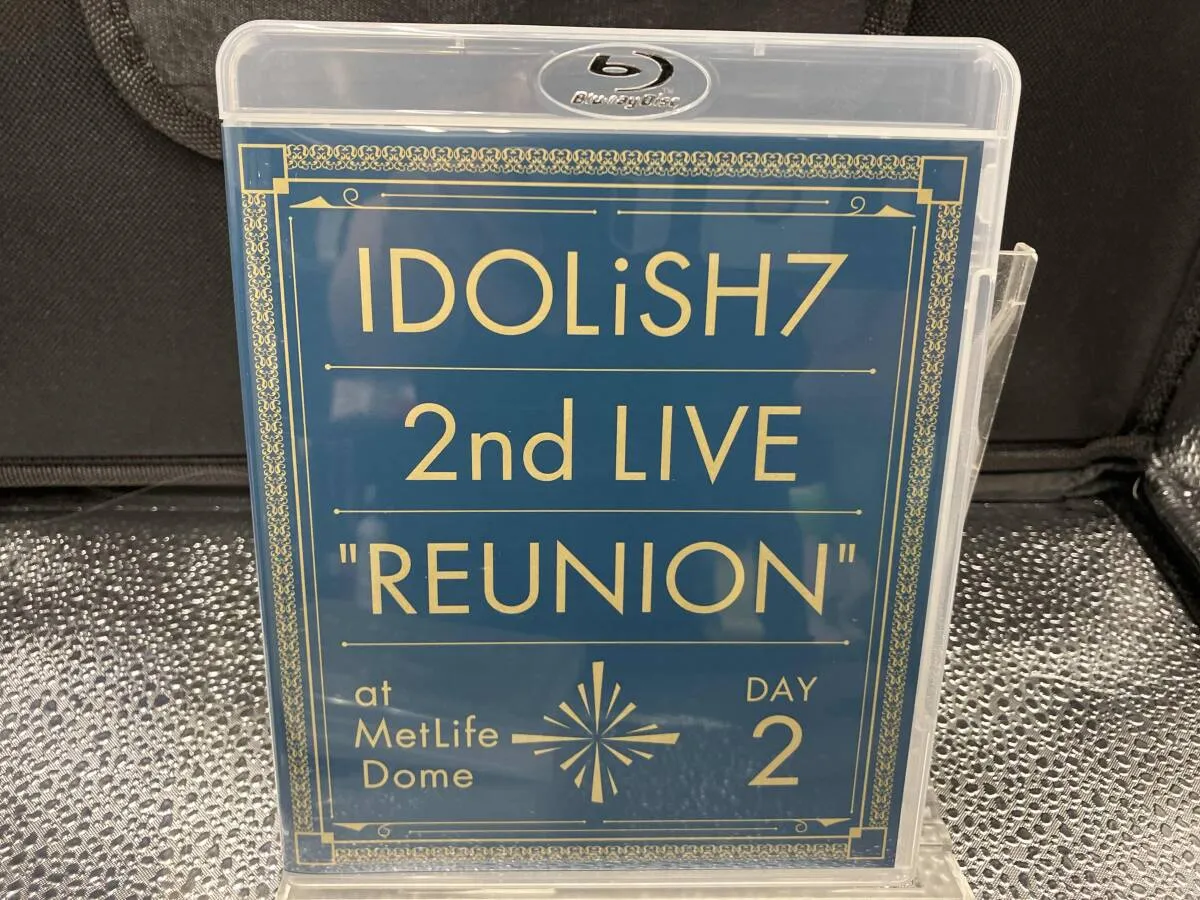 Blu-ray Disc
IDOLiSH7
2nd LIVE
"REUNION"
at
MetLife
Dome
DAY
2